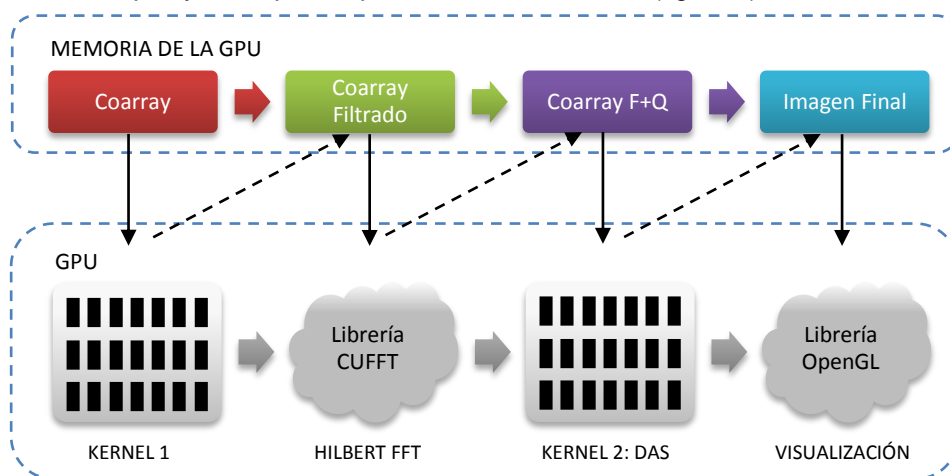 MEMORIA DE LA GPU
Coarray
Coarray
Filtrado
Coarray F+Q
Imagen Final
GPU
Librería
CUFFT
Librería
OpenGL
KERNEL 1
HILBERT FFT
KERNEL 2: DAS
VISUALIZACIÓN